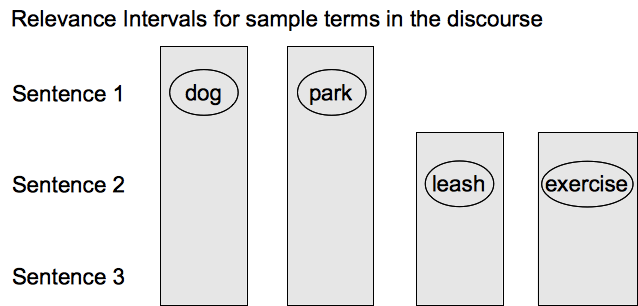 Relevance Intervals for sample terms in the discourse
Sentence 1 dog park
Sentence 2 leash exercise
Sentence 3